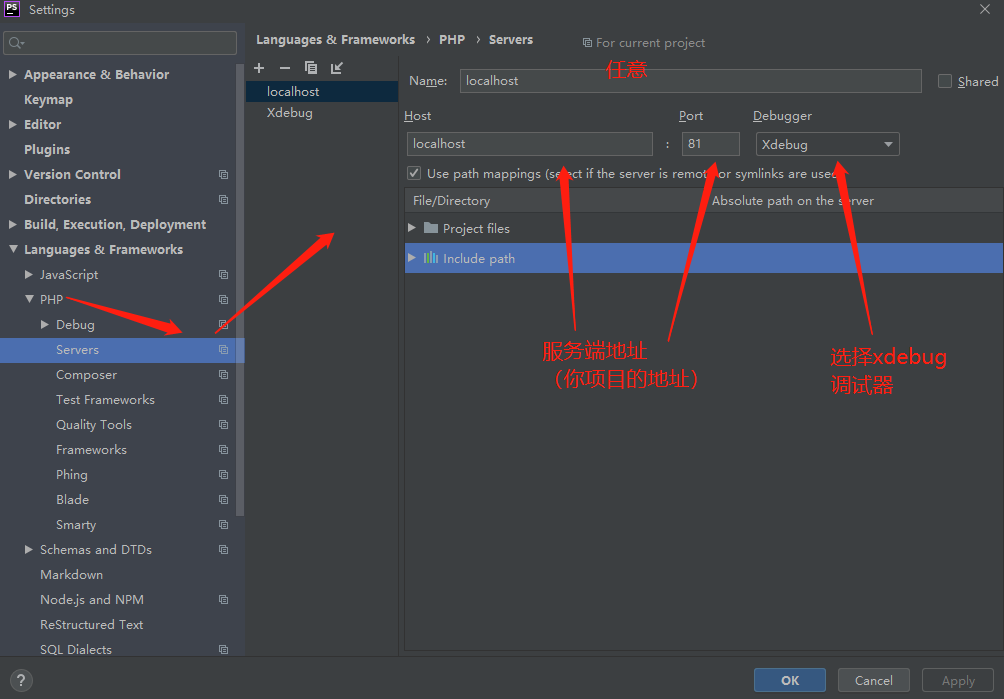 PS Settings
Languages & Frameworks › PHP › Servers For current project
Appearance & Behavior
Keymap
Editor
Plugins
Version Control
Directories
Build, Execution, Deployment
Languages & Frameworks
JavaScript
PHP
Debug
Servers
Composer
Test Frameworks
Quality Tools
Frameworks
Phing
Blade
Smarty
Schemas and DTDs
Markdown
Node.js and NPM
ReStructured Text
SQL Dialects
localhost
Xdebug
任意
Name: localhost Shared
Host Port Debugger
localhost : 81 Xdebug
Use path mappings (select if the server is remote or symlinks are used)
File/Directory Absolute path on the server
Project files
Include path
服务端地址
（你项目的地址）
选择xdebug
调试器
? OK Cancel Apply